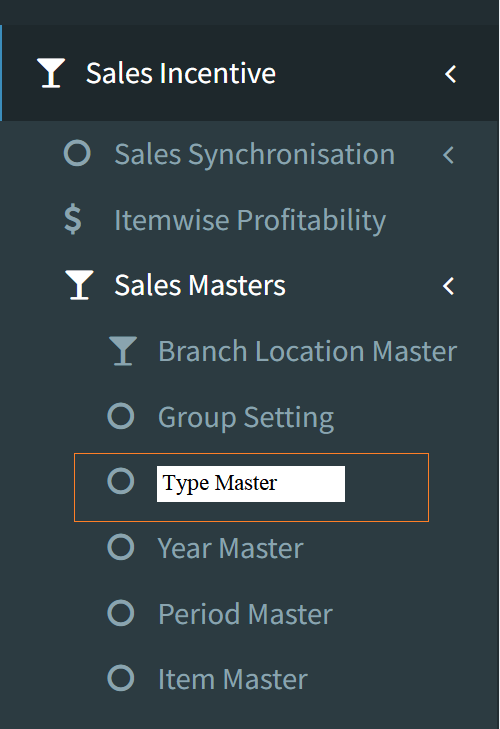 Sales Incentive
Sales Synchronisation
Itemwise Profitability
Sales Masters
Branch Location Master
Group Setting
Type Master
Year Master
Period Master
Item Master